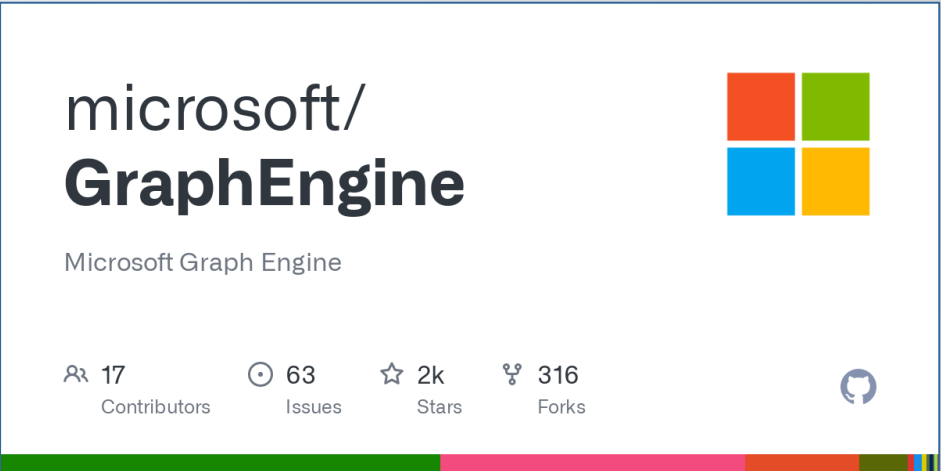 microsoft/
GraphEngine
Microsoft Graph Engine
17 63 2k 316
Contributors Issues Stars Forks